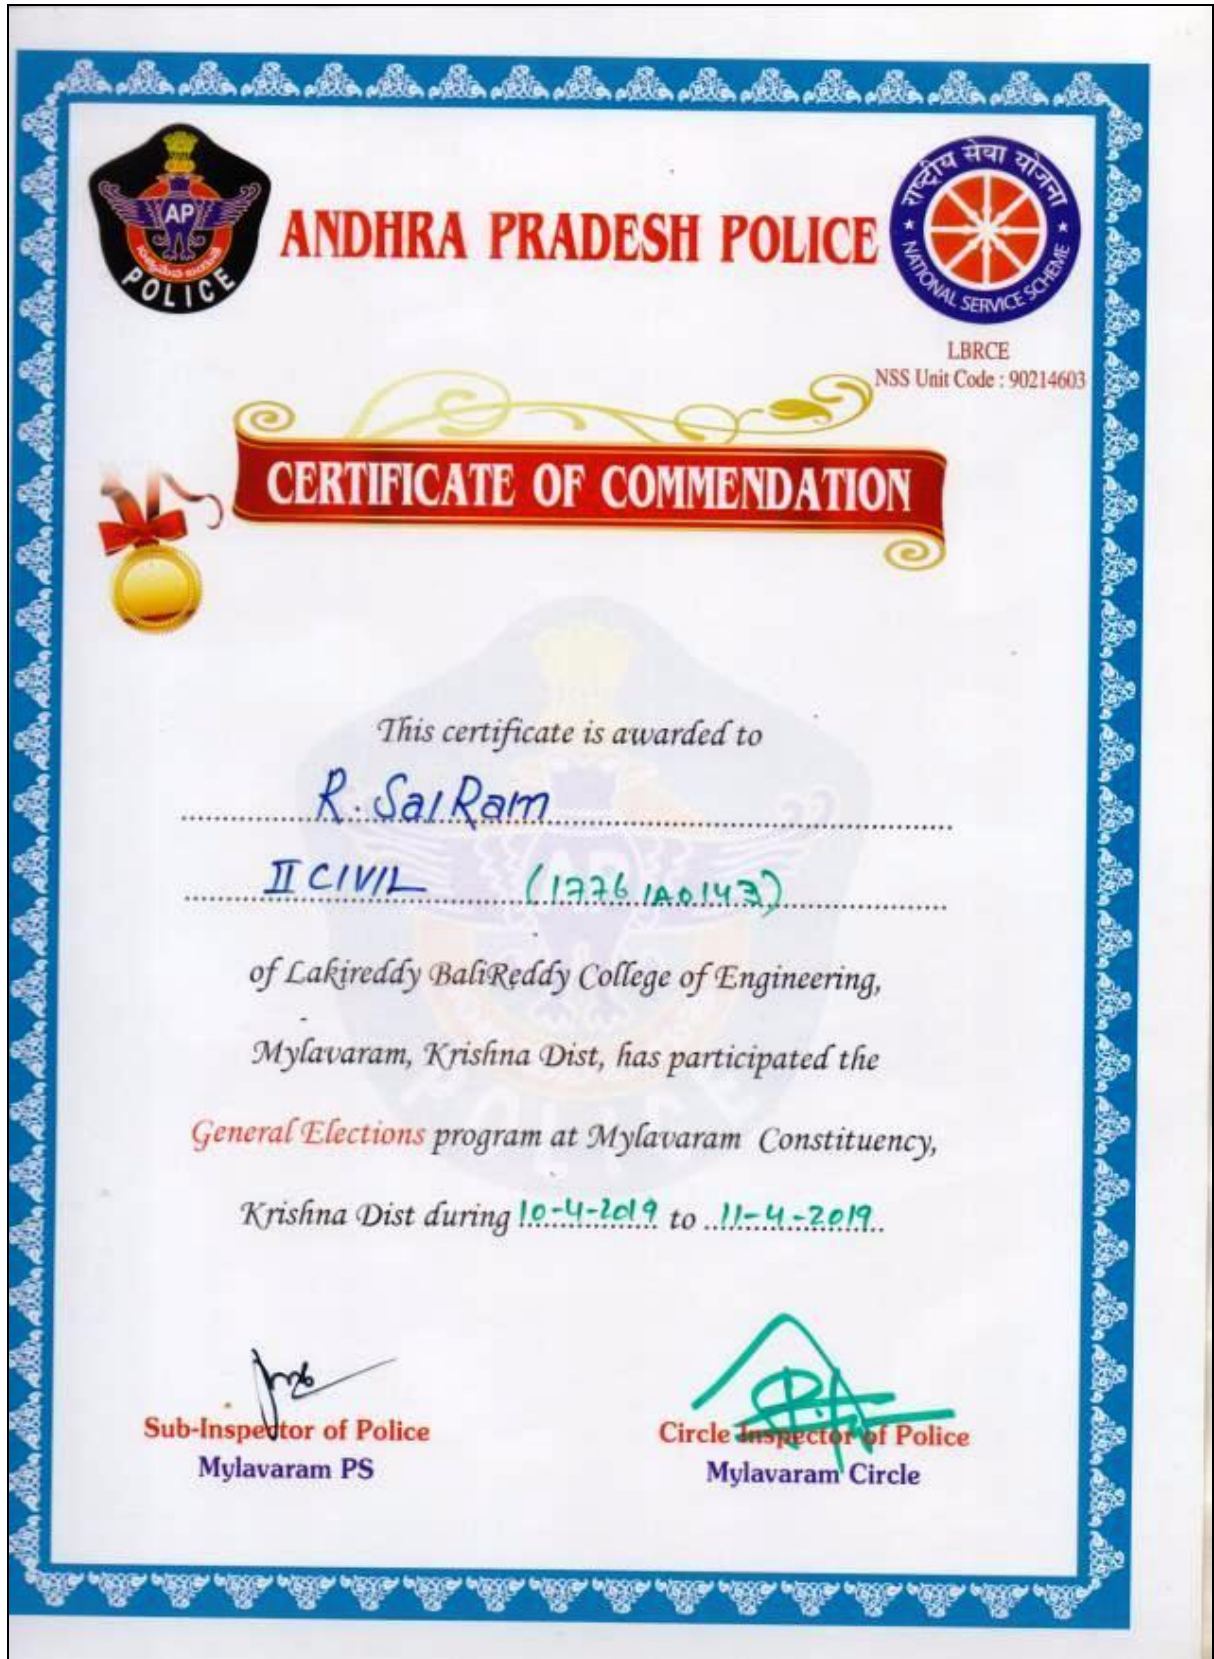 AP
POLICE
ANDHRA PRADESH POLICE
राष्ट्रीय सेवा योजना
NATIONAL SERVICE SCHEME
LBRCE
NSS Unit Code : 90214603
CERTIFICATE OF COMMENDATION
This certificate is awarded to
R. Sai Ram
II CIVIL (17761A0143)
of Lakireddy BaliReddy College of Engineering,
Mylavaram, Krishna Dist, has participated the
General Elections program at Mylavaram Constituency,
Krishna Dist during 10-4-2019 to 11-4-2019
Sub-Inspector of Police
Mylavaram PS
Circle Inspector of Police
Mylavaram Circle